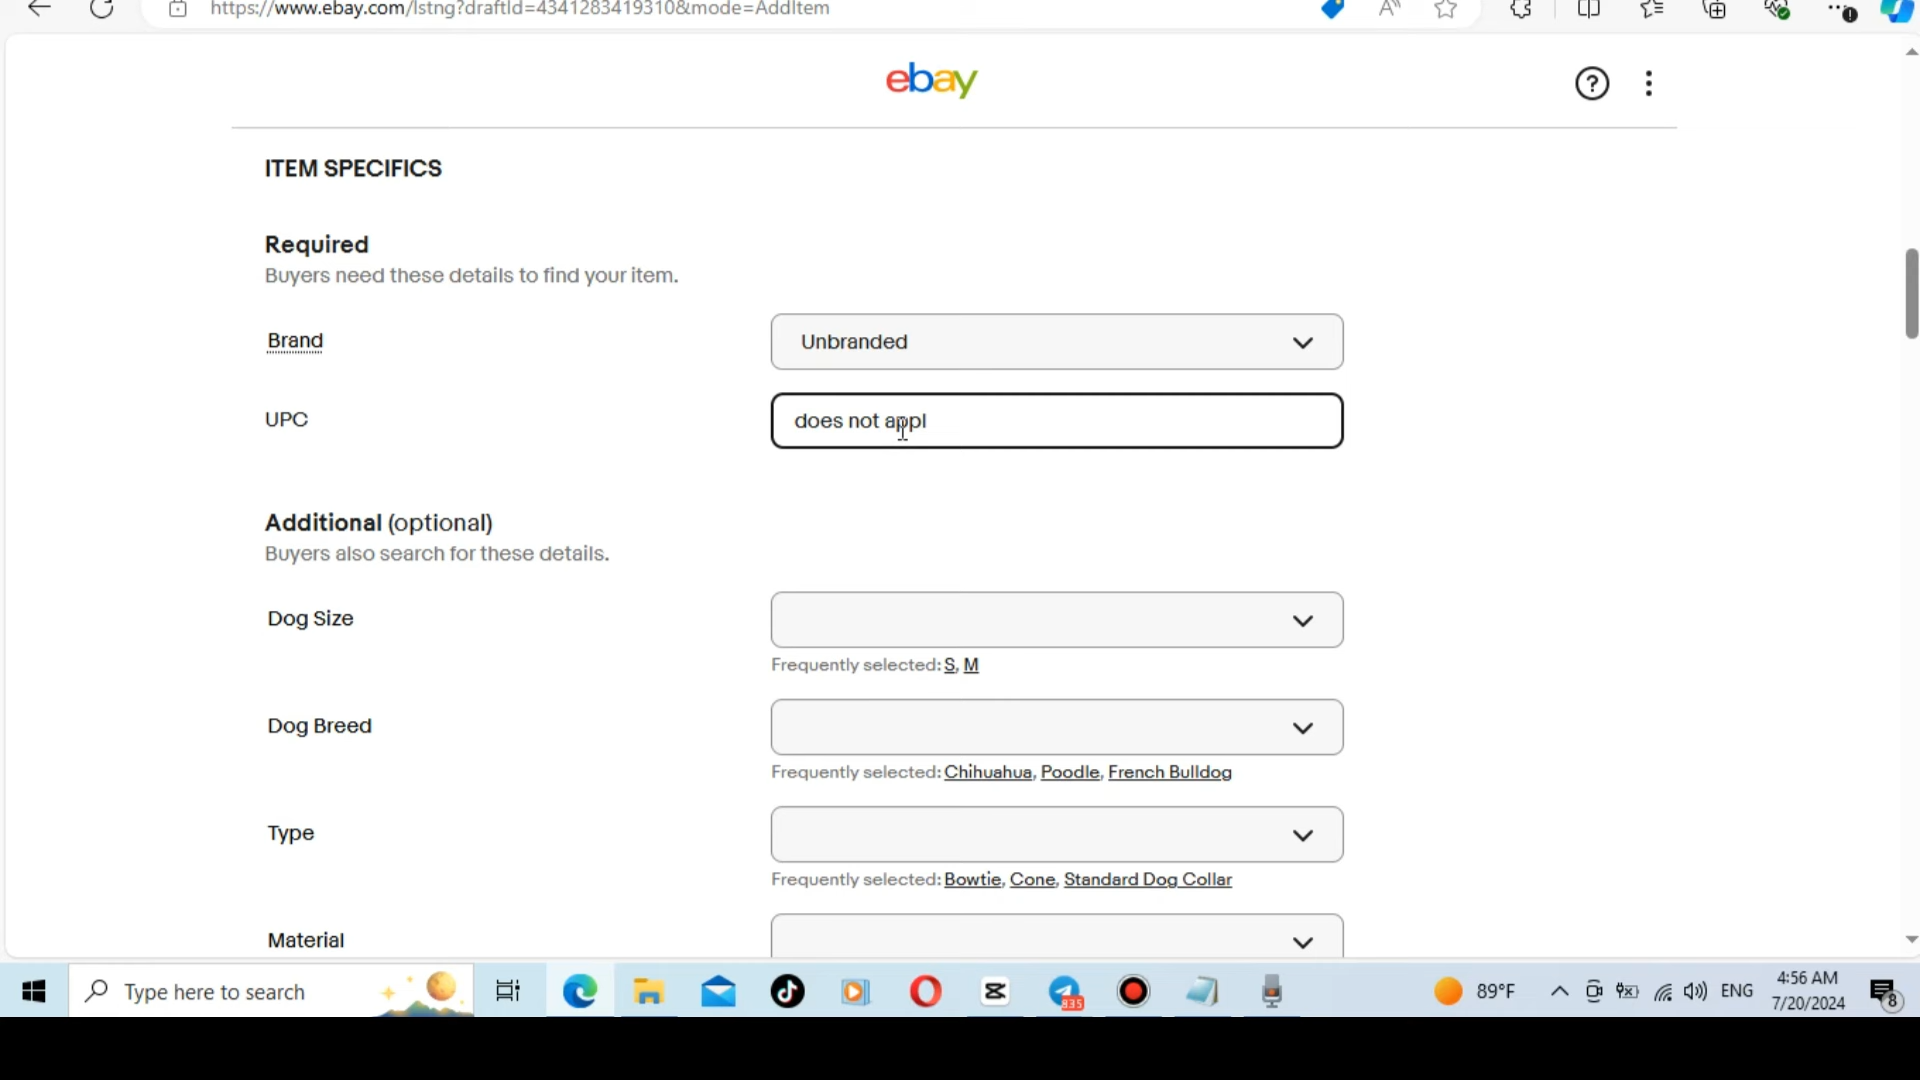 https://www.ebay.com/lstng?draftId=4341283419310&mode=AddItem
ebay
ITEM SPECIFICS
Required
Buyers need these details to find your item.
Brand
Unbranded
UPC
does not appl
Additional (optional)
Buyers also search for these details.
Dog Size
Frequently selected: S, M
Dog Breed
Frequently selected: Chihuahua, Poodle, French Bulldog
Type
Frequently selected: Bowtie, Cone, Standard Dog Collar
Material
Type here to search
835
89°F
ENG
4:56 AM
7/20/2024
8